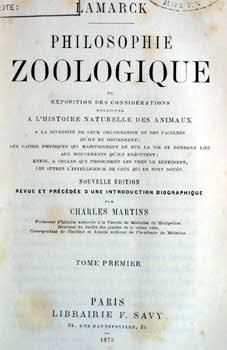 OTE:
LAMARCK
PHILOSOPHIE
ZOOLOGIQUE
OU
EXPOSITION DES CONSIDÉRATIONS
RELATIVES
A L'HISTOIRE NATURELLE DES ANIMAUX
A LA DIVERSITÉ DE LEUR ORGANISATION ET DES FACULTÉS
QU'ILS EN OBTIENNENT;
AUX CAUSES PHYSIQUES QUI MAINTIENNENT EN EUX LA VIE ET DONNENT LIEU
AUX MOUVEMENTS QU'ILS EXÉCUTENT;
ENFIN, A CELLES QUI PRODUISENT LES UNES LE SENTIMENT,
LES AUTRES L'INTELLIGENCE DE CEUX QUI EN SONT DOUÉS.
NOUVELLE ÉDITION
REVUE ET PRÉCÉDÉE D'UNE INTRODUCTION BIOGRAPHIQUE
PAR
CHARLES MARTINS
Professeur d'histoire naturelle à la Faculté de Médecine de Montpellier,
Directeur du Jardin des plantes de la même ville,
Correspondant de l'Institut et Associé national de l'Académie de Médecine.
TOME PREMIER
PARIS
LIBRAIRIE F. SAVY
24, RUE HAUTEFEUILLE, 24
1873